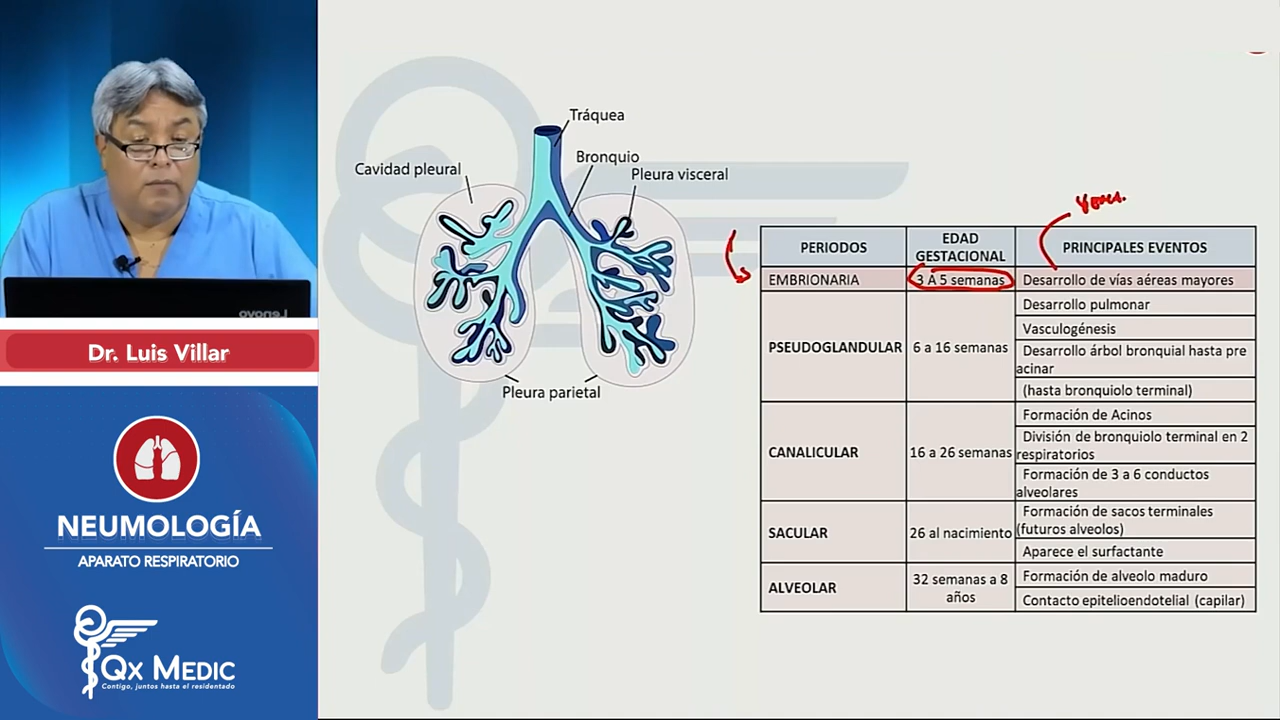 Dr. Luis Villar
NEUMOLOGÍA
APARATO RESPIRATORIO
QX MEDIC
Contigo, juntos hasta el residentado
lenovo
Tráquea
Bronquio
Cavidad pleural
Pleura visceral
Pleura parietal
PERIODOS
EDAD
GESTACIONAL
PRINCIPALES EVENTOS
EMBRIONARIA
3 A 5 semanas
Desarrollo de vías aéreas mayores
PSEUDOGLANDULAR
6 a 16 semanas
Desarrollo pulmonar
Vasculogénesis
Desarrollo árbol bronquial hasta pre
acinar
(hasta bronquiolo terminal)
CANALICULAR
16 a 26 semanas
Formación de Acinos
División de bronquiolo terminal en 2
respiratorios
Formación de 3 a 6 conductos
alveolares
SACULAR
26 al nacimiento
Formación de sacos terminales
(futuros alveolos)
Aparece el surfactante
ALVEOLAR
32 semanas a 8
años
Formación de alveolo maduro
Contacto epitelioendotelial (capilar)